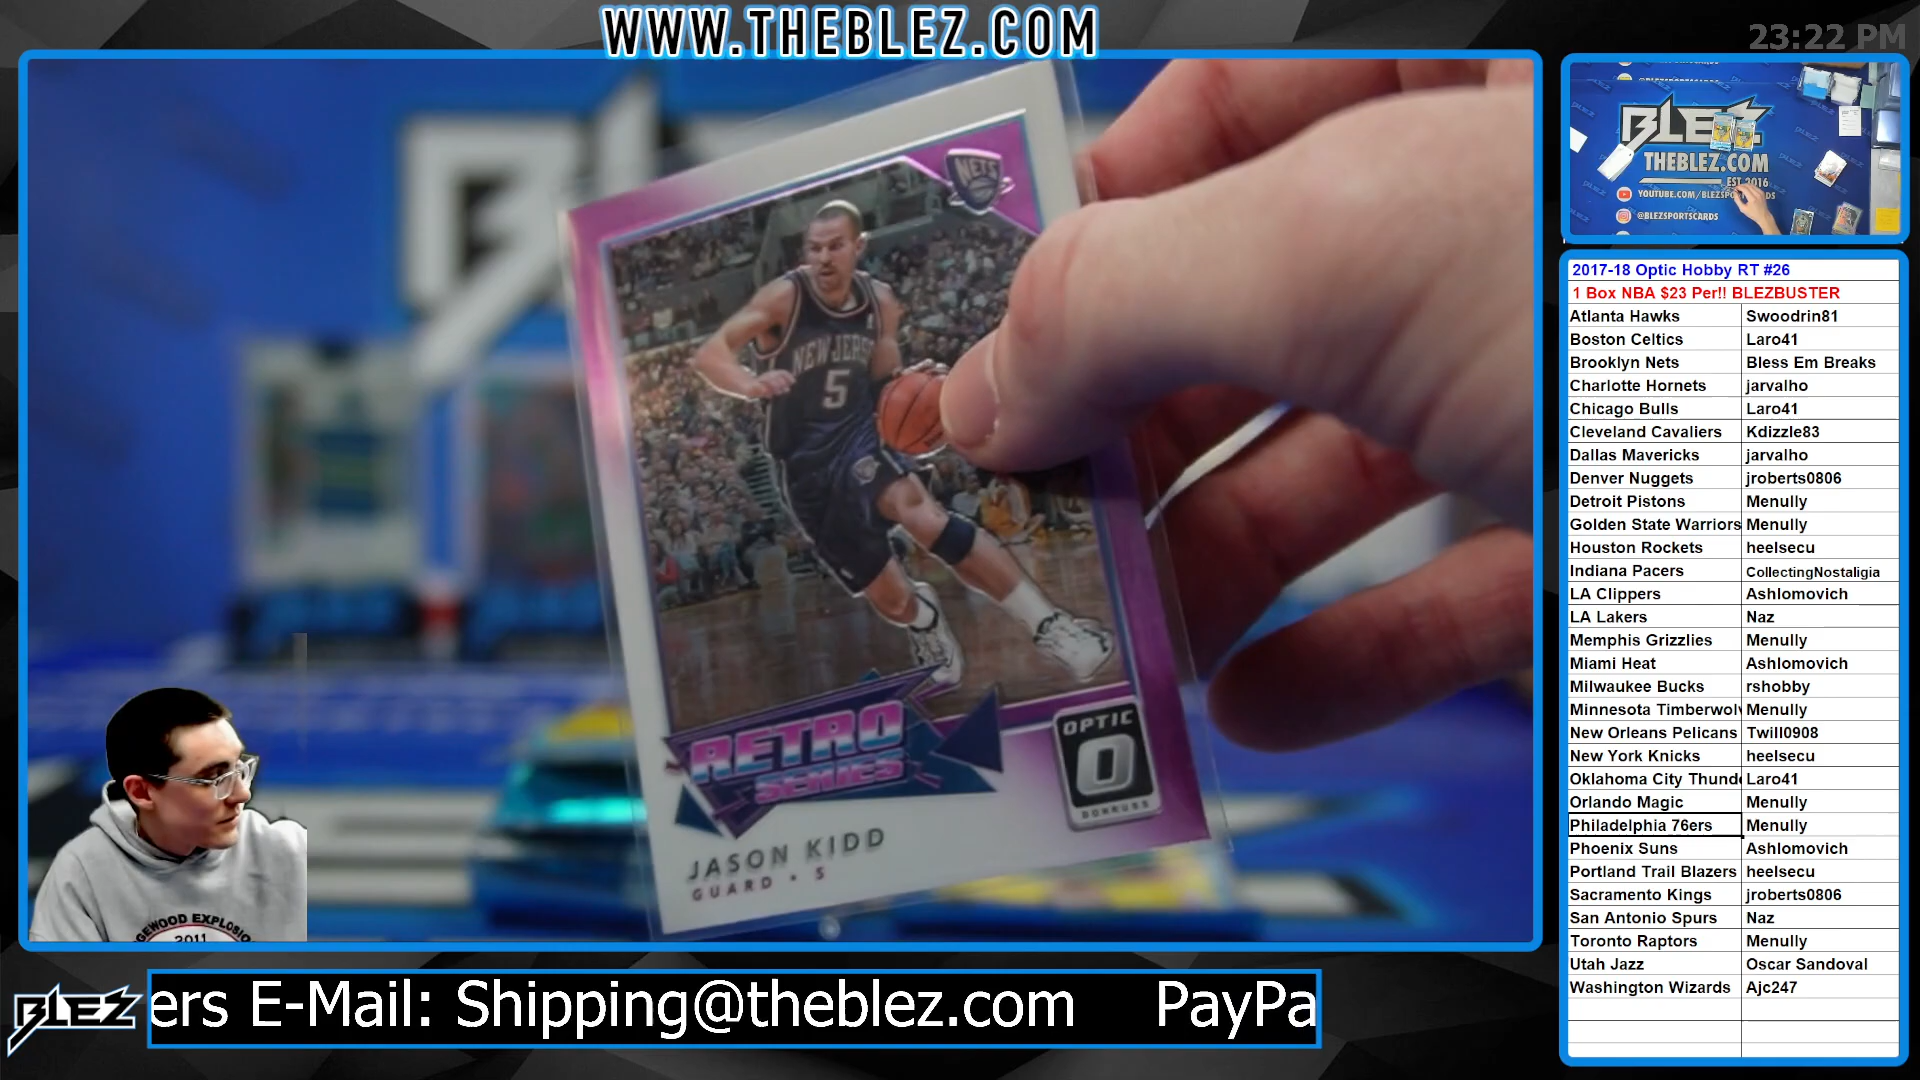 WWW.THEBLEZ.COM
23:22 PM
NETS
NEW JERSE
5
RETRO
SERIES
OPTIC
DONRUSS
JASON KIDD
GUARD • 5
BLEZ
THEBLEZ.COM
EST 2016
YOUTUBE.COM/BLEZSPORTSCARDS
@BLEZSPORTSCARDS
2017-18 Optic Hobby RT #26
1 Box NBA $23 Per!! BLEZBUSTER
Atlanta Hawks Swoodrin81
Boston Celtics Laro41
Brooklyn Nets Bless Em Breaks
Charlotte Hornets jarvalho
Chicago Bulls Laro41
Cleveland Cavaliers Kdizzle83
Dallas Mavericks jarvalho
Denver Nuggets jroberts0806
Detroit Pistons Menully
Golden State Warriors Menully
Houston Rockets heelsecu
Indiana Pacers CollectingNostaligia
LA Clippers Ashlomovich
LA Lakers Naz
Memphis Grizzlies Menully
Miami Heat Ashlomovich
Milwaukee Bucks rshobby
Minnesota Timberwolv Menully
New Orleans Pelicans Twill0908
New York Knicks heelsecu
Oklahoma City Thunde Laro41
Orlando Magic Menully
Philadelphia 76ers Menully
Phoenix Suns Ashlomovich
Portland Trail Blazers heelsecu
Sacramento Kings jroberts0806
San Antonio Spurs Naz
Toronto Raptors Menully
Utah Jazz Oscar Sandoval
Washington Wizards Ajc247
GEWOOD EXPLOSIO
2011
BLEZ
ers E-Mail: Shipping@theblez.com PayPa